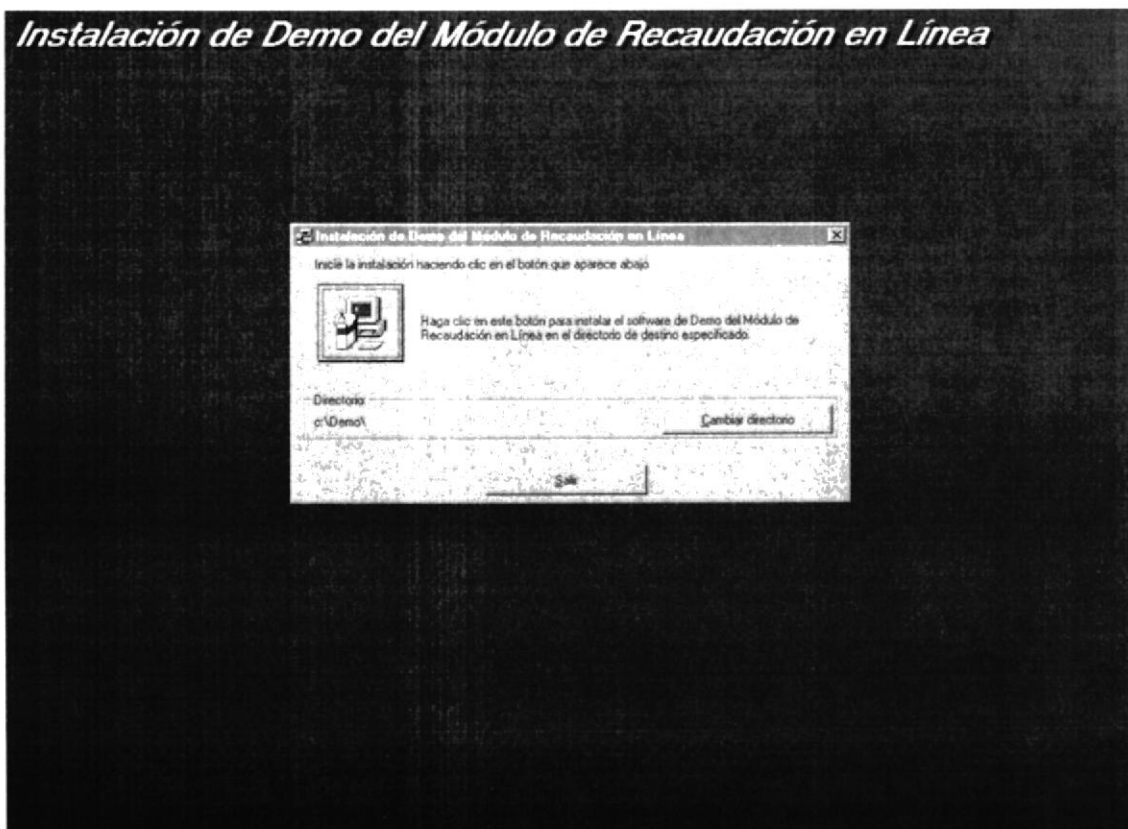 Instalación de Demo del Módulo de Recaudación en Línea
Instalación de Demo del Módulo de Recaudación en Línea
Inicie la instalación haciendo clic en el botón que aparece abajo
Haga clic en este botón para instalar el software de Demo del Módulo de
Recaudación en Línea en el directorio de destino especificado.
Directorio:
c:\Demo\
Cambiar directorio
Salir